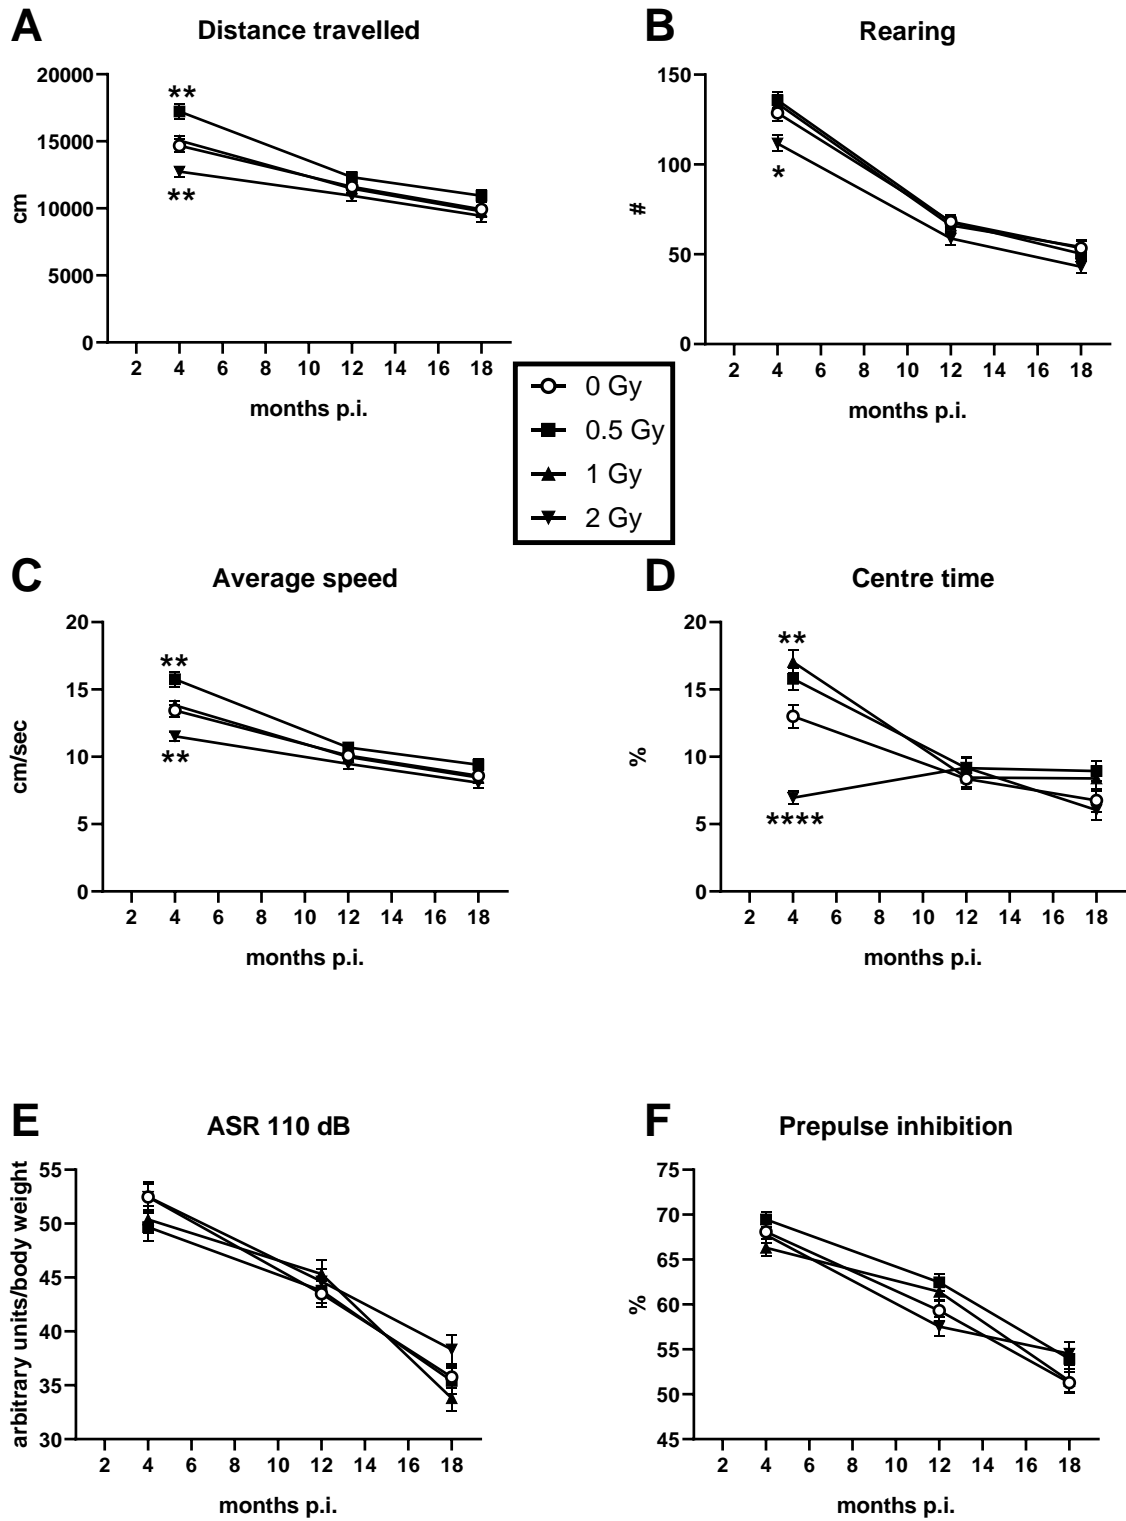 A
Distance travelled
20000
15000
10000
5000
0
cm
**
**
2 4 6 8 10 12 14 16 18
months p.i.
B
Rearing
150
100
50
0
#
*
2 4 6 8 10 12 14 16 18
months p.i.
0 Gy
0.5 Gy
1 Gy
2 Gy
C
Average speed
20
15
10
5
0
cm/sec
**
**
2 4 6 8 10 12 14 16 18
months p.i.
D
Centre time
20
15
10
5
0
%
**
****
2 4 6 8 10 12 14 16 18
months p.i.
E
ASR 110 dB
55
50
45
40
35
30
arbitrary units/body weight
2 4 6 8 10 12 14 16 18
months p.i.
F
Prepulse inhibition
75
70
65
60
55
50
45
%
2 4 6 8 10 12 14 16 18
months p.i.